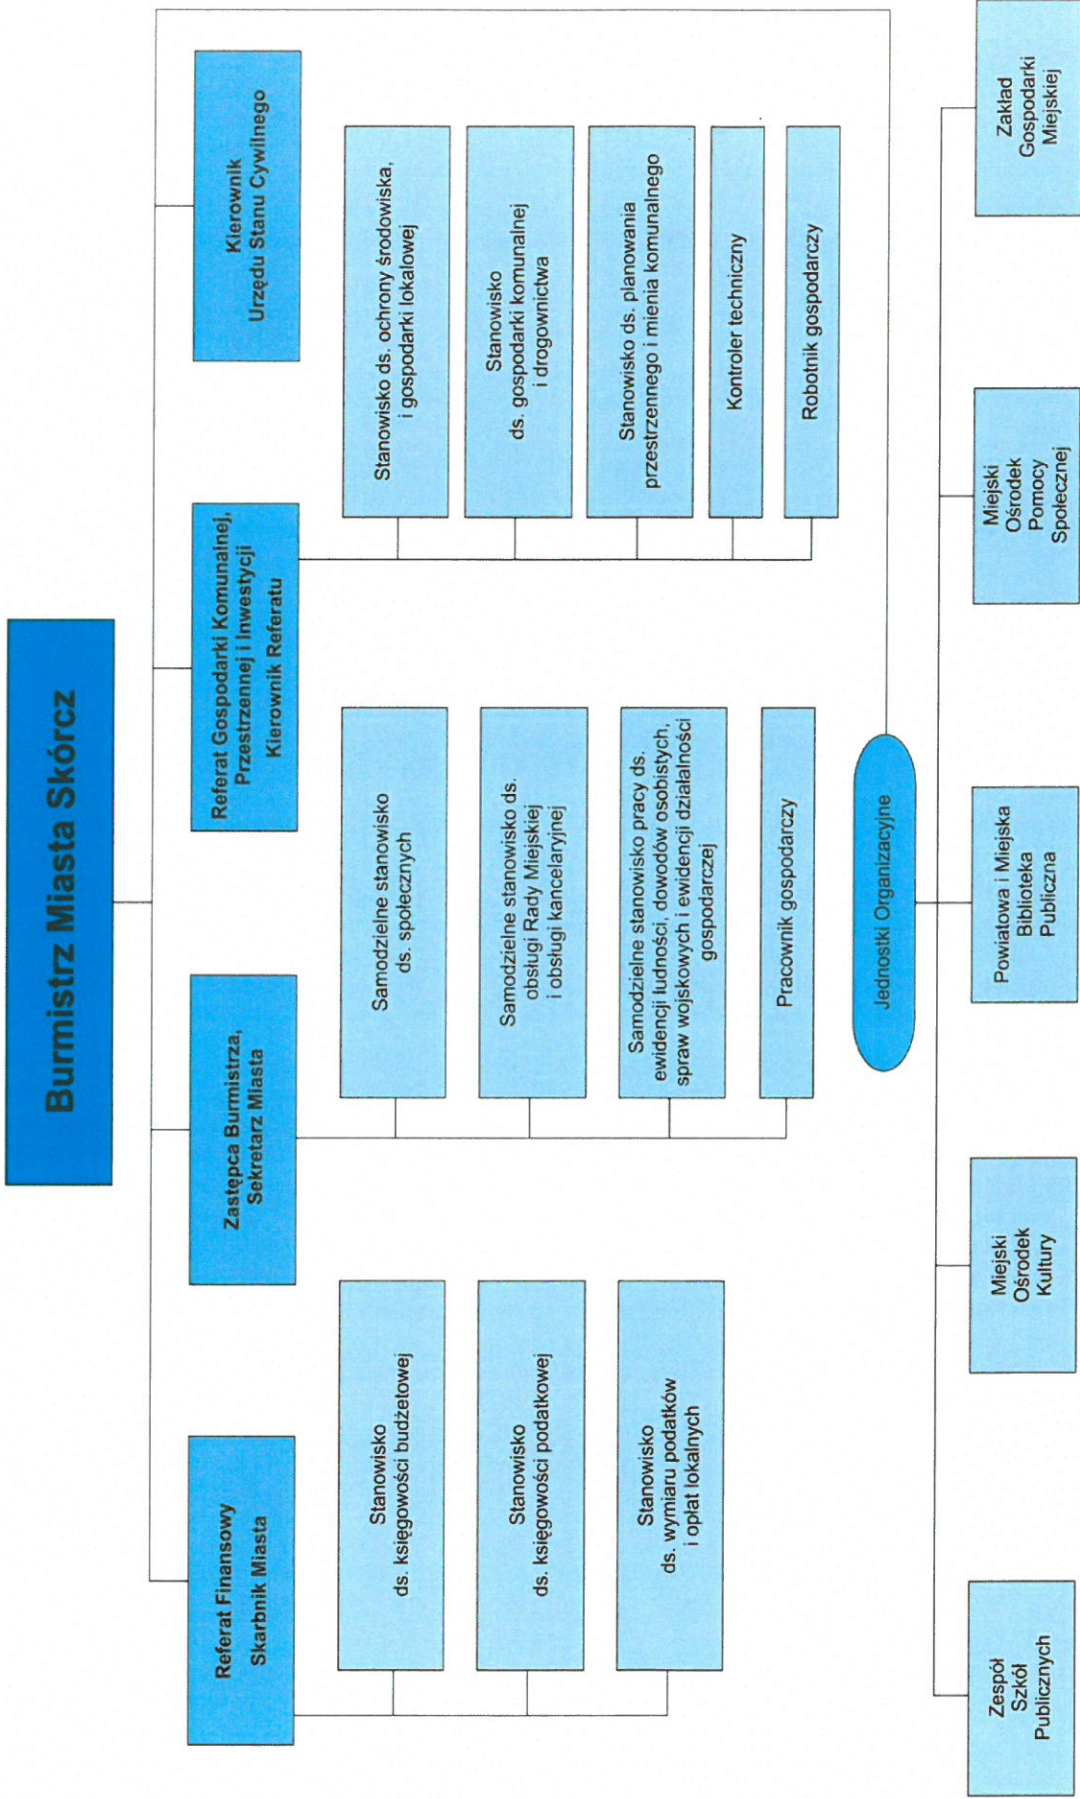 Burmistrz Miasta Skórcz
Referat Finansowy
Skarbnik Miasta
Stanowisko
ds. księgowości budżetowej
Stanowisko
ds. księgowości podatkowej
Stanowisko
ds. wymiaru podatków
i opłat lokalnych
Zastępca Burmistrza,
Sekretarz Miasta
Samodzielne stanowisko
ds. społecznych
Samodzielne stanowisko ds.
obsługi Rady Miejskiej
i obsługi kancelaryjnej
Samodzielne stanowisko pracy ds.
ewidencji ludności, dowodów osobistych,
spraw wojskowych i ewidencji działalności
gospodarczej
Pracownik gospodarczy
Referat Gospodarki Komunalnej,
Przestrzennej i Inwestycji
Kierownik Referatu
Stanowisko ds. ochrony środowiska,
i gospodarki lokalowej
Stanowisko
ds. gospodarki komunalnej
i drogownictwa
Stanowisko ds. planowania
przestrzennego i mienia komunalnego
Kontroler techniczny
Robotnik gospodarczy
Kierownik
Urzędu Stanu Cywilnego
Jednostki Organizacyjne
Zespół
Szkół
Publicznych
Miejski
Ośrodek
Kultury
Powiatowa i Miejska
Biblioteka
Publiczna
Miejski
Ośrodek
Pomocy
Społecznej
Zakład
Gospodarki
Miejskiej